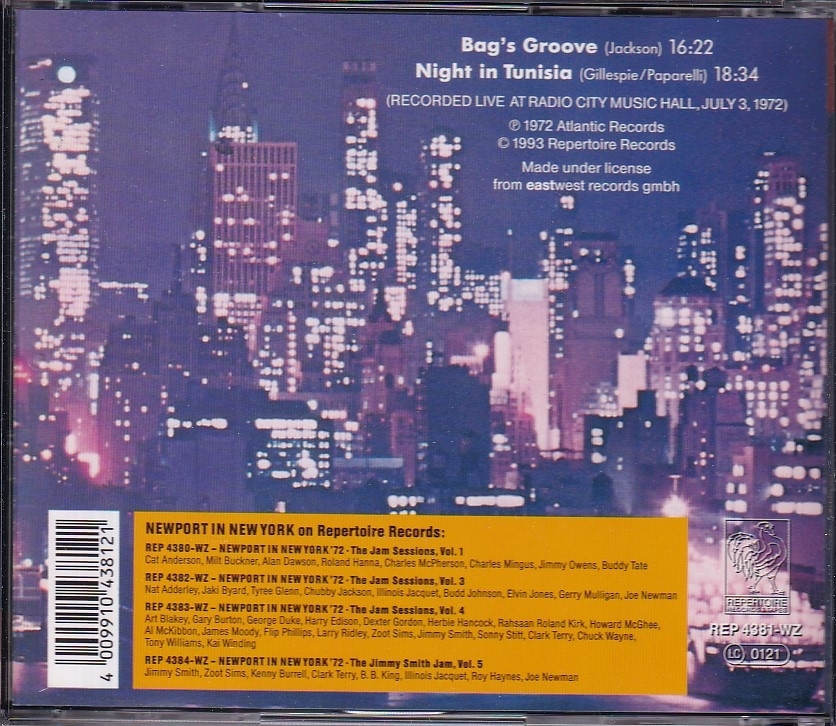 Bag's Groove (Jackson) 16:22
Night in Tunisia (Gillespie/Paparelli) 18:34
(RECORDED LIVE AT RADIO CITY MUSIC HALL, JULY 3, 1972)
℗ 1972 Atlantic Records
© 1993 Repertoire Records
Made under license
from eastwest records gmbh
4 009910 438121
NEWPORT IN NEW YORK on Repertoire Records:
REP 4380-WZ – NEWPORT IN NEW YORK '72 · The Jam Sessions, Vol. 1
Cat Anderson, Milt Buckner, Alan Dawson, Roland Hanna, Charles McPherson, Charles Mingus, Jimmy Owens, Buddy Tate
REP 4382-WZ – NEWPORT IN NEW YORK '72 · The Jam Sessions, Vol. 3
Nat Adderley, Jaki Byard, Tyree Glenn, Chubby Jackson, Illinois Jacquet, Budd Johnson, Elvin Jones, Gerry Mulligan, Joe Newman
REP 4383-WZ – NEWPORT IN NEW YORK '72 · The Jam Sessions, Vol. 4
Art Blakey, Gary Burton, George Duke, Harry Edison, Dexter Gordon, Herbie Hancock, Rahsaan Roland Kirk, Howard McGhee,
Al McKibbon, James Moody, Flip Phillips, Larry Ridley, Zoot Sims, Jimmy Smith, Sonny Stitt, Clark Terry, Chuck Wayne,
Tony Williams, Kai Winding
REP 4384-WZ – NEWPORT IN NEW YORK '72 · The Jimmy Smith Jam, Vol. 5
Jimmy Smith, Zoot Sims, Kenny Burrell, Clark Terry, B. B. King, Illinois Jacquet, Roy Haynes, Joe Newman
REPERTOIRE
REP 4381-WZ
LC 0121